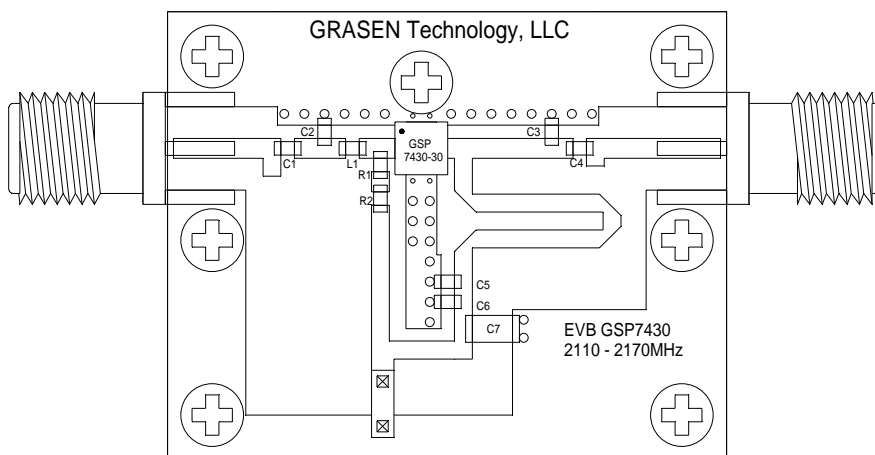 GRASEN Technology, LLC
C2
C3
GSP
7430-30
C1
L1
C4
R1
R2
C5
C6
C7
EVB GSP7430
2110 - 2170MHz